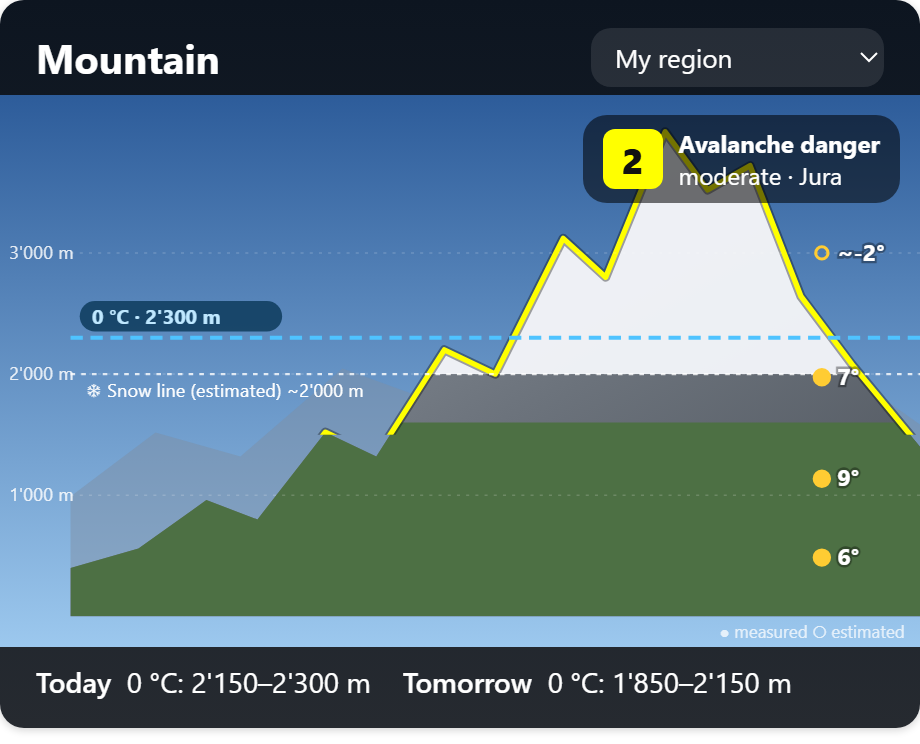 Mountain
My region
2
Avalanche danger
moderate · Jura
3'000 m
~-2°
0 °C · 2'300 m
2'000 m
7°
❄ Snow line (estimated) ~2'000 m
9°
1'000 m
6°
● measured ○ estimated
Today 0 °C: 2'150–2'300 m Tomorrow 0 °C: 1'850–2'150 m